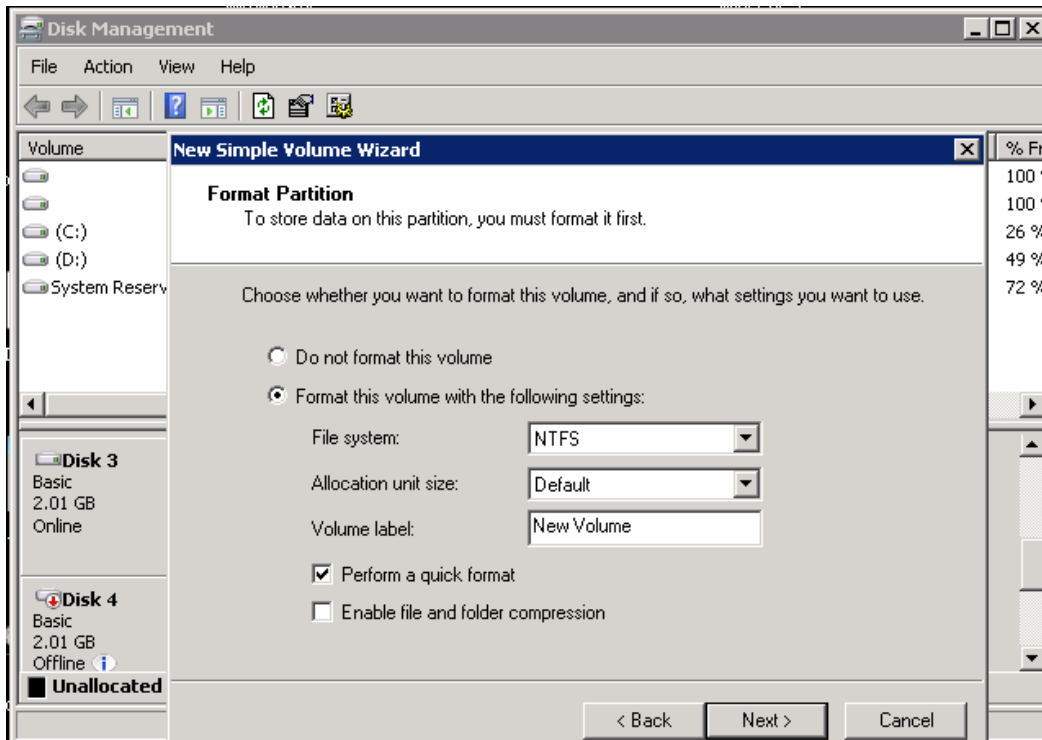 Disk Management
File Action View Help
Volume
% Fr
100 %
100 %
(C:)
26 %
(D:)
49 %
System Reserv
72 %
New Simple Volume Wizard
Format Partition
To store data on this partition, you must format it first.
Choose whether you want to format this volume, and if so, what settings you want to use.
Do not format this volume
Format this volume with the following settings:
File system: NTFS
Allocation unit size: Default
Volume label: New Volume
Perform a quick format
Enable file and folder compression
Disk 3
Basic
2.01 GB
Online
Disk 4
Basic
2.01 GB
Offline
Unallocated
< Back Next > Cancel